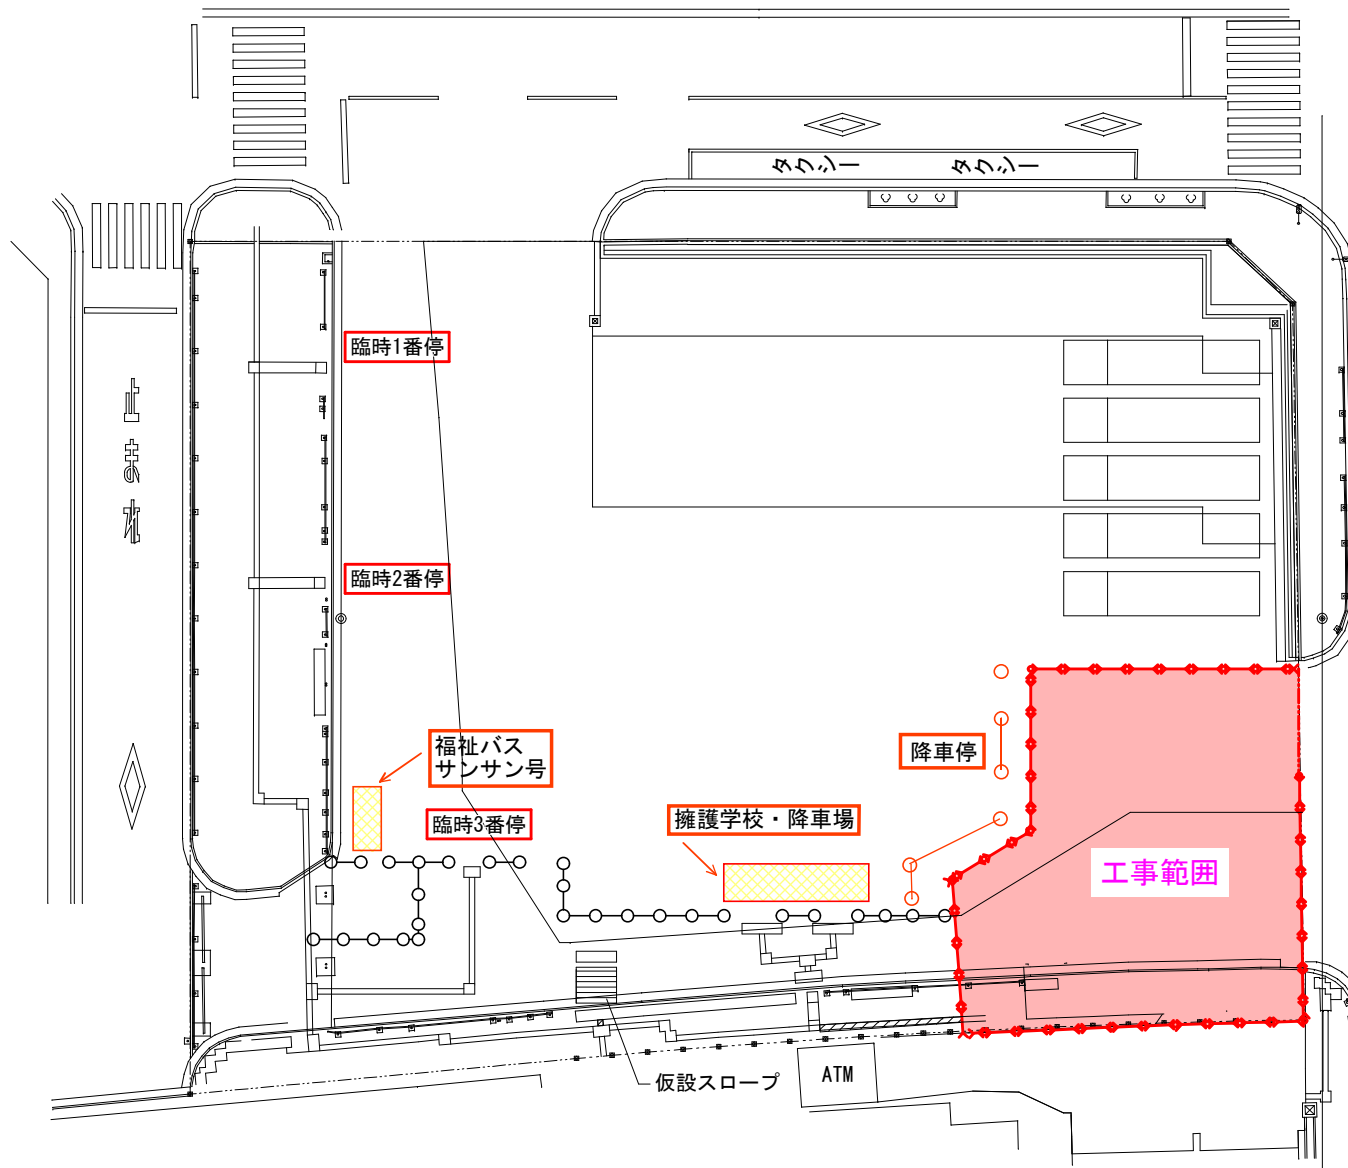 タクシー
タクシー
臨時1番停
止まれ
臨時2番停
福祉バス
サンサン号
降車停
臨時3番停
擁護学校・降車場
工事範囲
仮設スロープ
ATM